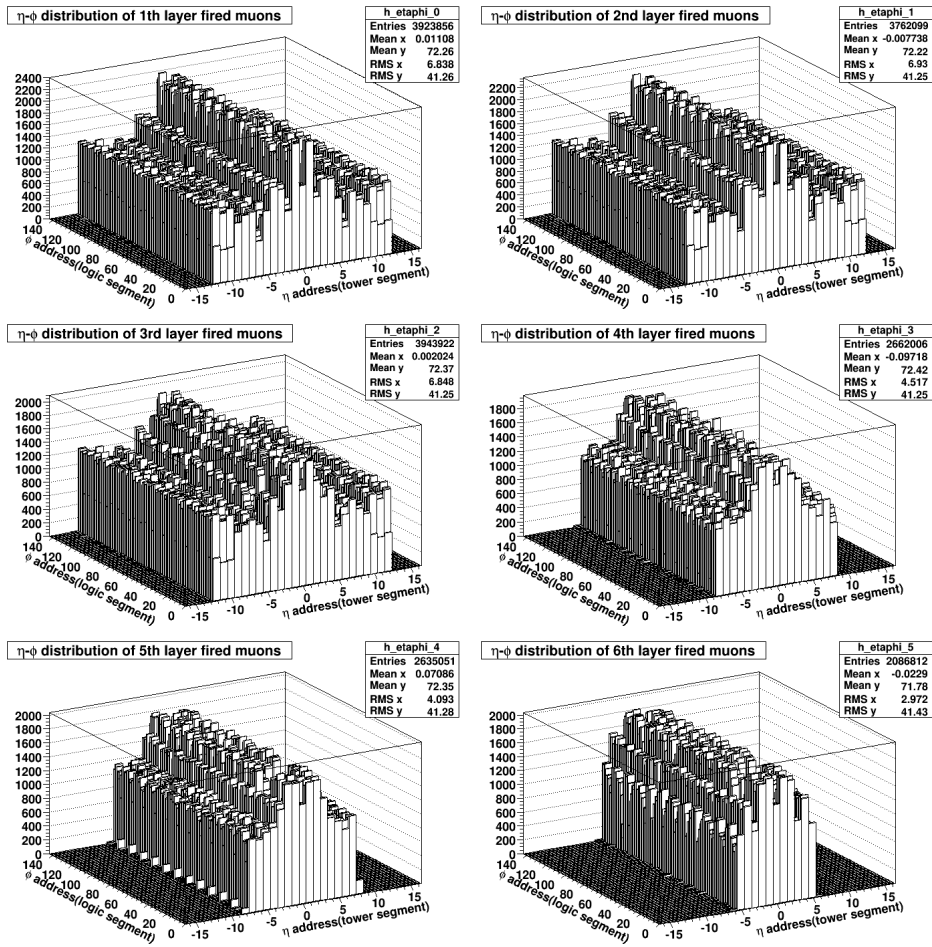 η-φ distribution of 1th layer fired muons
h_etaphi_0
Entries 3923856
Mean x 0.01108
Mean y 72.26
RMS x 6.838
RMS y 41.26
2400
2200
2000
1800
1600
1400
1200
1000
800
600
400
200
0
140
120
100
80
60
40
20
0
φ address(logic segment)
-15
-10
-5
0
5
10
15
η address(tower segment)
η-φ distribution of 2nd layer fired muons
h_etaphi_1
Entries 3762099
Mean x -0.007738
Mean y 72.22
RMS x 6.93
RMS y 41.25
2200
2000
1800
1600
1400
1200
1000
800
600
400
200
0
140
120
100
80
60
40
20
0
φ address(logic segment)
-15
-10
-5
0
5
10
15
η address(tower segment)
η-φ distribution of 3rd layer fired muons
h_etaphi_2
Entries 3943922
Mean x 0.002024
Mean y 72.37
RMS x 6.848
RMS y 41.25
2000
1800
1600
1400
1200
1000
800
600
400
200
0
140
120
100
80
60
40
20
0
φ address(logic segment)
-15
-10
-5
0
5
10
15
η address(tower segment)
η-φ distribution of 4th layer fired muons
h_etaphi_3
Entries 2662006
Mean x -0.09718
Mean y 72.42
RMS x 4.517
RMS y 41.25
1800
1600
1400
1200
1000
800
600
400
200
0
140
120
100
80
60
40
20
0
φ address(logic segment)
-15
-10
-5
0
5
10
15
η address(tower segment)
η-φ distribution of 5th layer fired muons
h_etaphi_4
Entries 2635051
Mean x 0.07086
Mean y 72.35
RMS x 4.093
RMS y 41.28
2000
1800
1600
1400
1200
1000
800
600
400
200
0
140
120
100
80
60
40
20
0
φ address(logic segment)
-15
-10
-5
0
5
10
15
η address(tower segment)
η-φ distribution of 6th layer fired muons
h_etaphi_5
Entries 2086812
Mean x -0.0229
Mean y 71.78
RMS x 2.972
RMS y 41.43
2000
1800
1600
1400
1200
1000
800
600
400
200
0
140
120
100
80
60
40
20
0
φ address(logic segment)
-15
-10
-5
0
5
10
15
η address(tower segment)